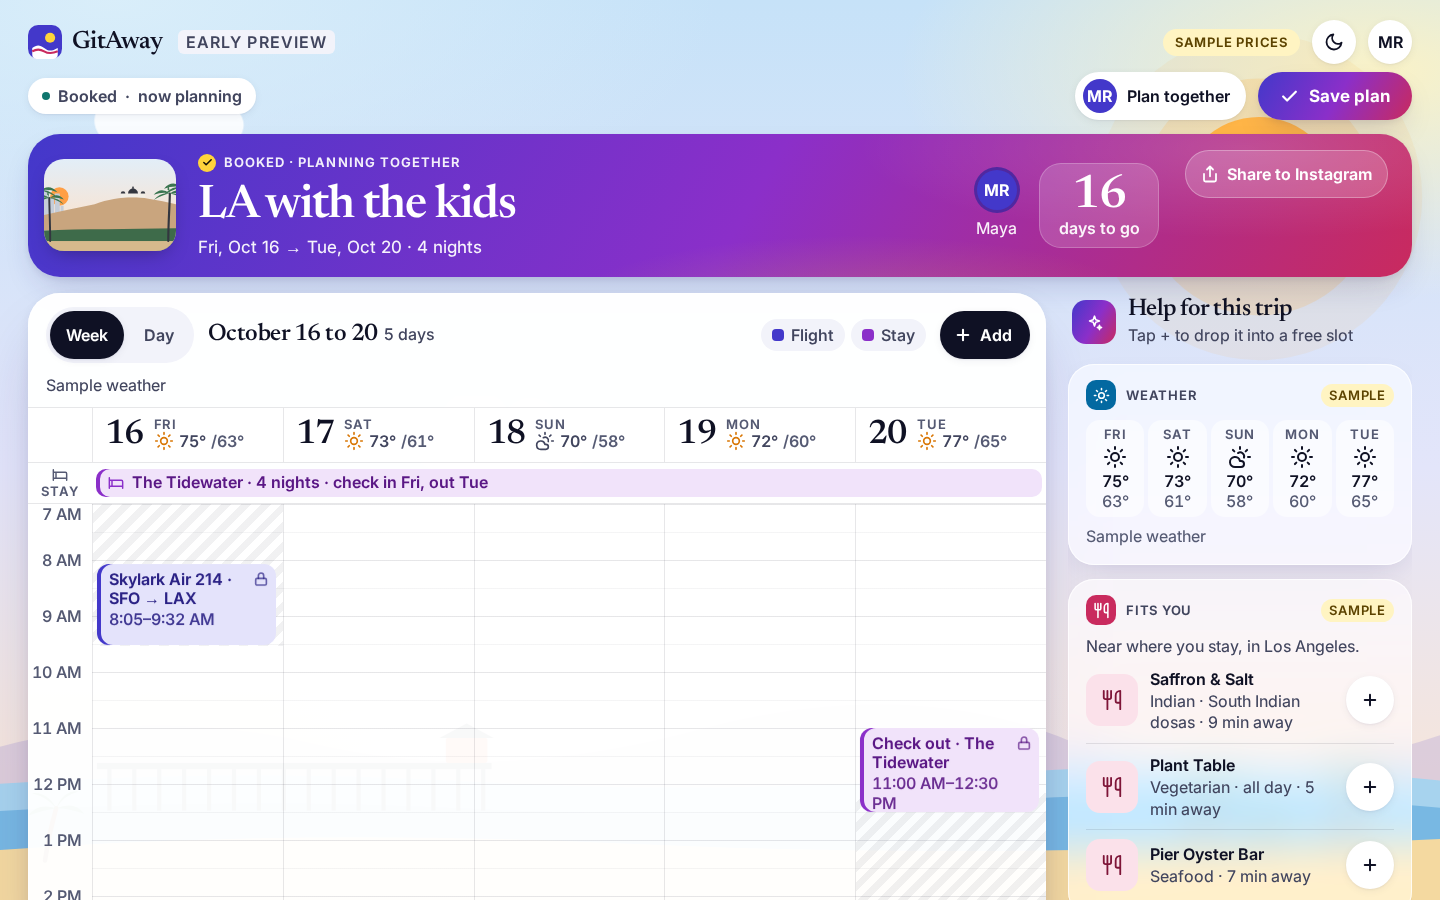 GitAway
EARLY PREVIEW
SAMPLE PRICES
MR
Booked · now planning
MR Plan together
Save plan
BOOKED · PLANNING TOGETHER
LA with the kids
Fri, Oct 16 → Tue, Oct 20 · 4 nights
MR
Maya
16
days to go
Share to Instagram
Week
Day
October 16 to 20 5 days
Flight
Stay
+ Add
Sample weather
16 FRI 75° /63°
17 SAT 73° /61°
18 SUN 70° /58°
19 MON 72° /60°
20 TUE 77° /65°
STAY
The Tidewater · 4 nights · check in Fri, out Tue
7 AM
8 AM
Skylark Air 214 ·
SFO → LAX
8:05–9:32 AM
9 AM
10 AM
11 AM
Check out · The
Tidewater
11:00 AM–12:30
PM
12 PM
1 PM
2 PM
Help for this trip
Tap + to drop it into a free slot
WEATHER
SAMPLE
FRI
75°
63°
SAT
73°
61°
SUN
70°
58°
MON
72°
60°
TUE
77°
65°
Sample weather
FITS YOU
SAMPLE
Near where you stay, in Los Angeles.
Saffron & Salt
Indian · South Indian
dosas · 9 min away
Plant Table
Vegetarian · all day · 5
min away
Pier Oyster Bar
Seafood · 7 min away